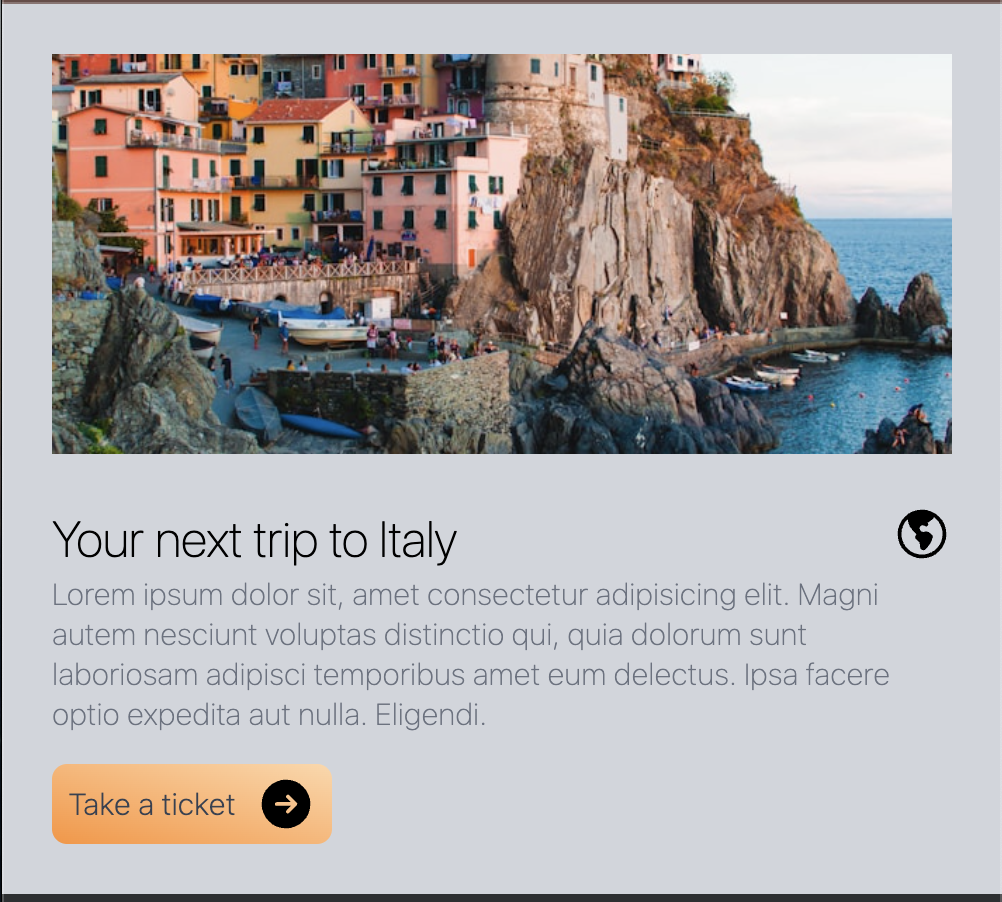 Your next trip to Italy
Lorem ipsum dolor sit, amet consectetur adipisicing elit. Magni
autem nesciunt voluptas distinctio qui, quia dolorum sunt
laboriosam adipisci temporibus amet eum delectus. Ipsa facere
optio expedita aut nulla. Eligendi.
Take a ticket